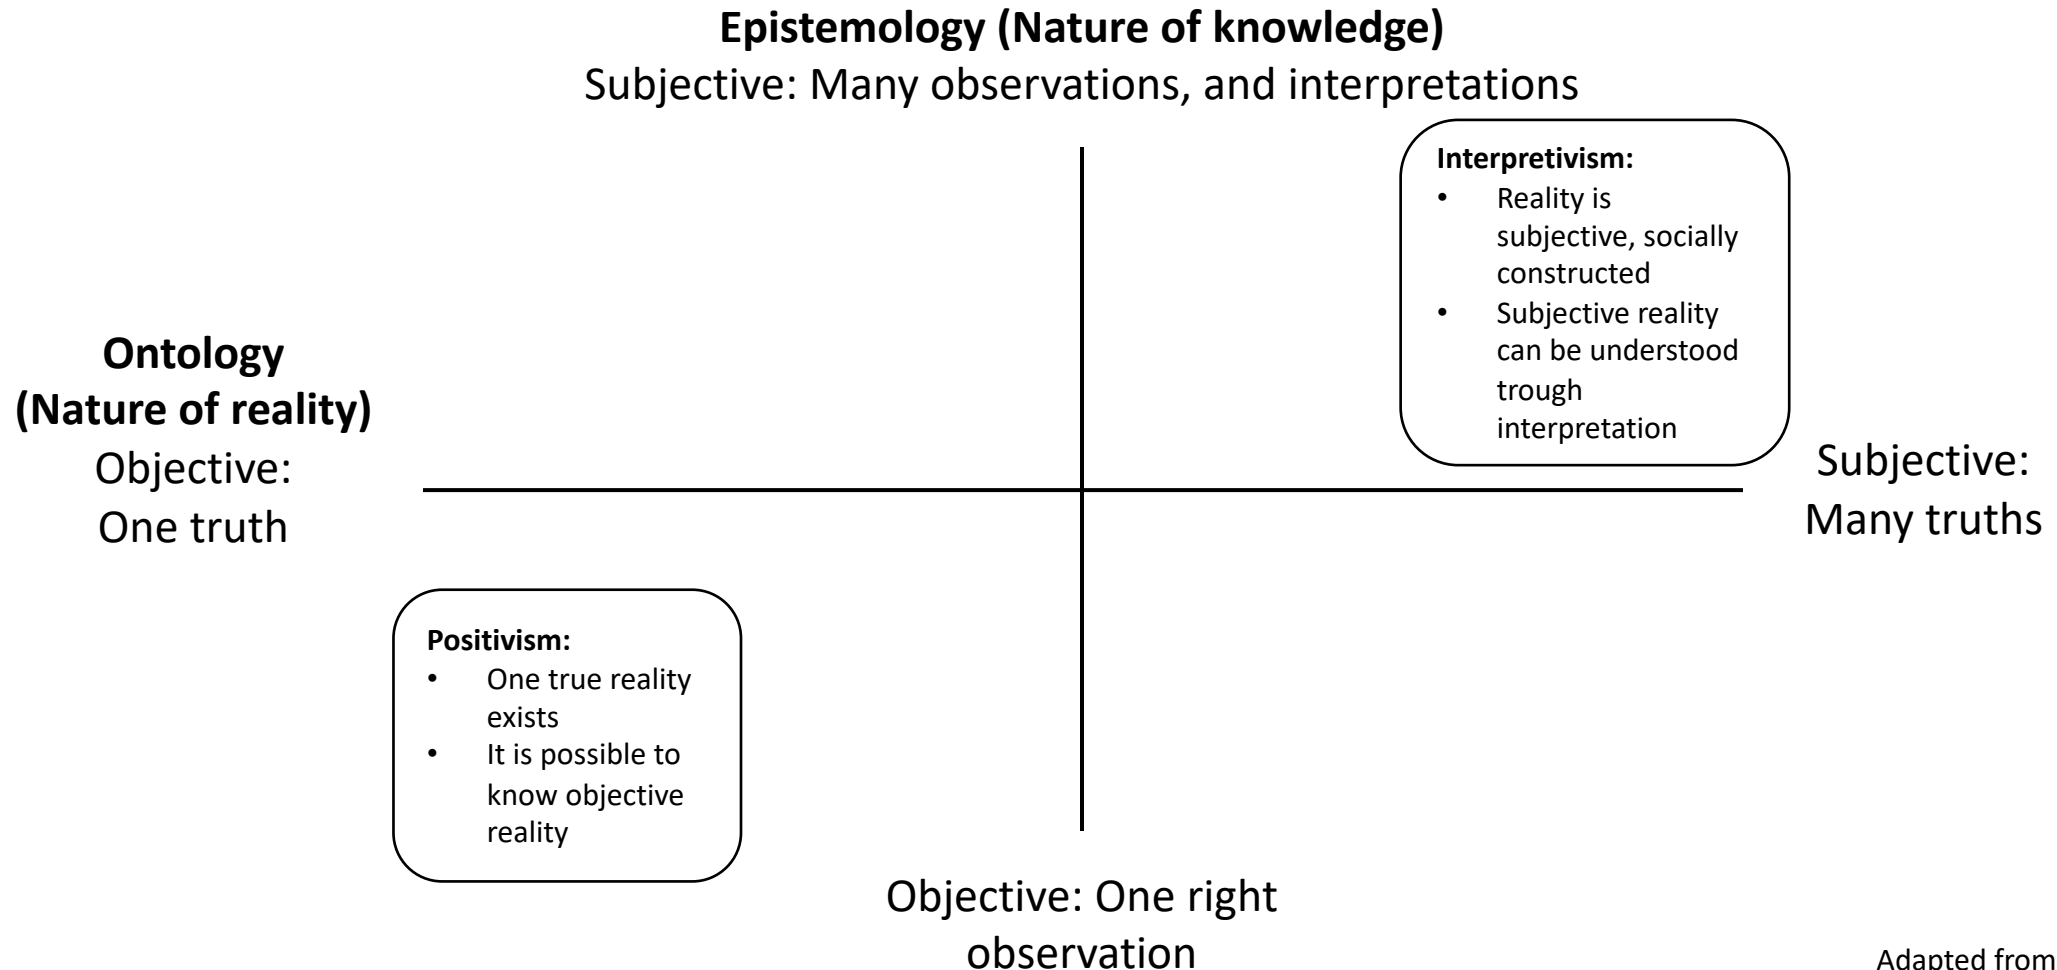 Epistemology (Nature of knowledge)
Subjective: Many observations, and interpretations
Interpretivism:
• Reality is
subjective, socially
constructed
• Subjective reality
can be understood
trough
interpretation
Ontology
(Nature of reality)
Objective:
One truth
Subjective:
Many truths
Positivism:
• One true reality
exists
• It is possible to
know objective
reality
Objective: One right
observation
Adapted from